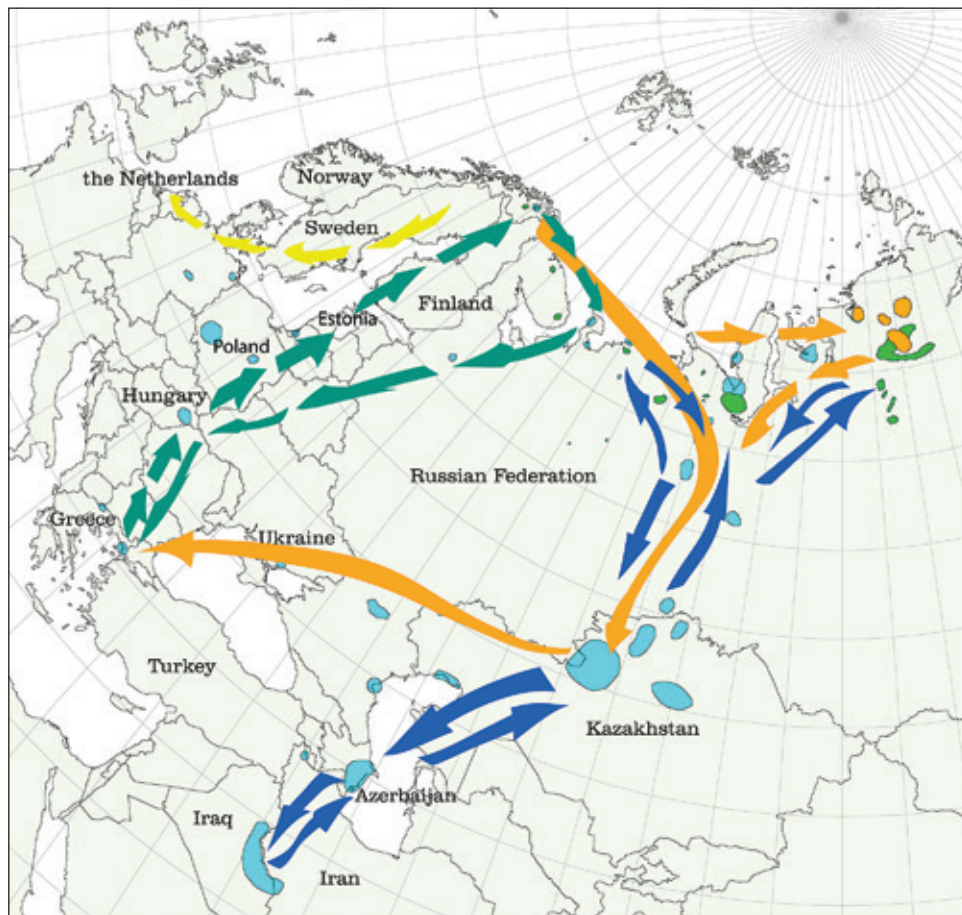 the Netherlands
Norway
Sweden
Finland
Estonia
Poland
Hungary
Russian Federation
Greece
Ukraine
Turkey
Kazakhstan
Azerbaijan
Iraq
Iran